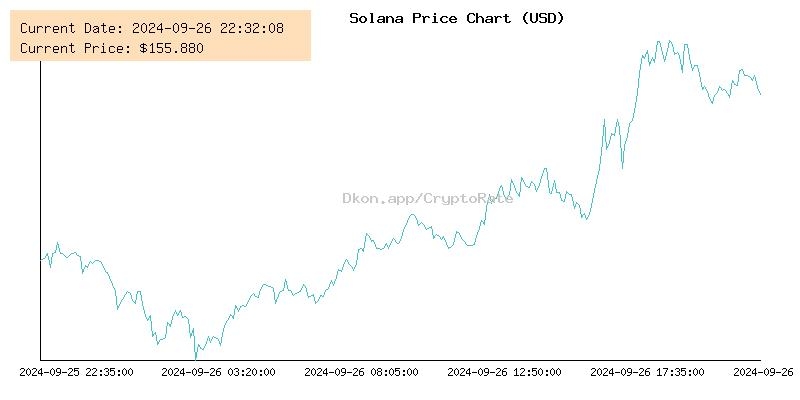 Solana Price Chart (USD)
Current Date: 2024-09-26 22:32:08
Current Price: $155.880
Dkon.app/CryptoRate
2024-09-25 22:35:00 2024-09-26 03:20:00 2024-09-26 08:05:00 2024-09-26 12:50:00 2024-09-26 17:35:00 2024-09-26